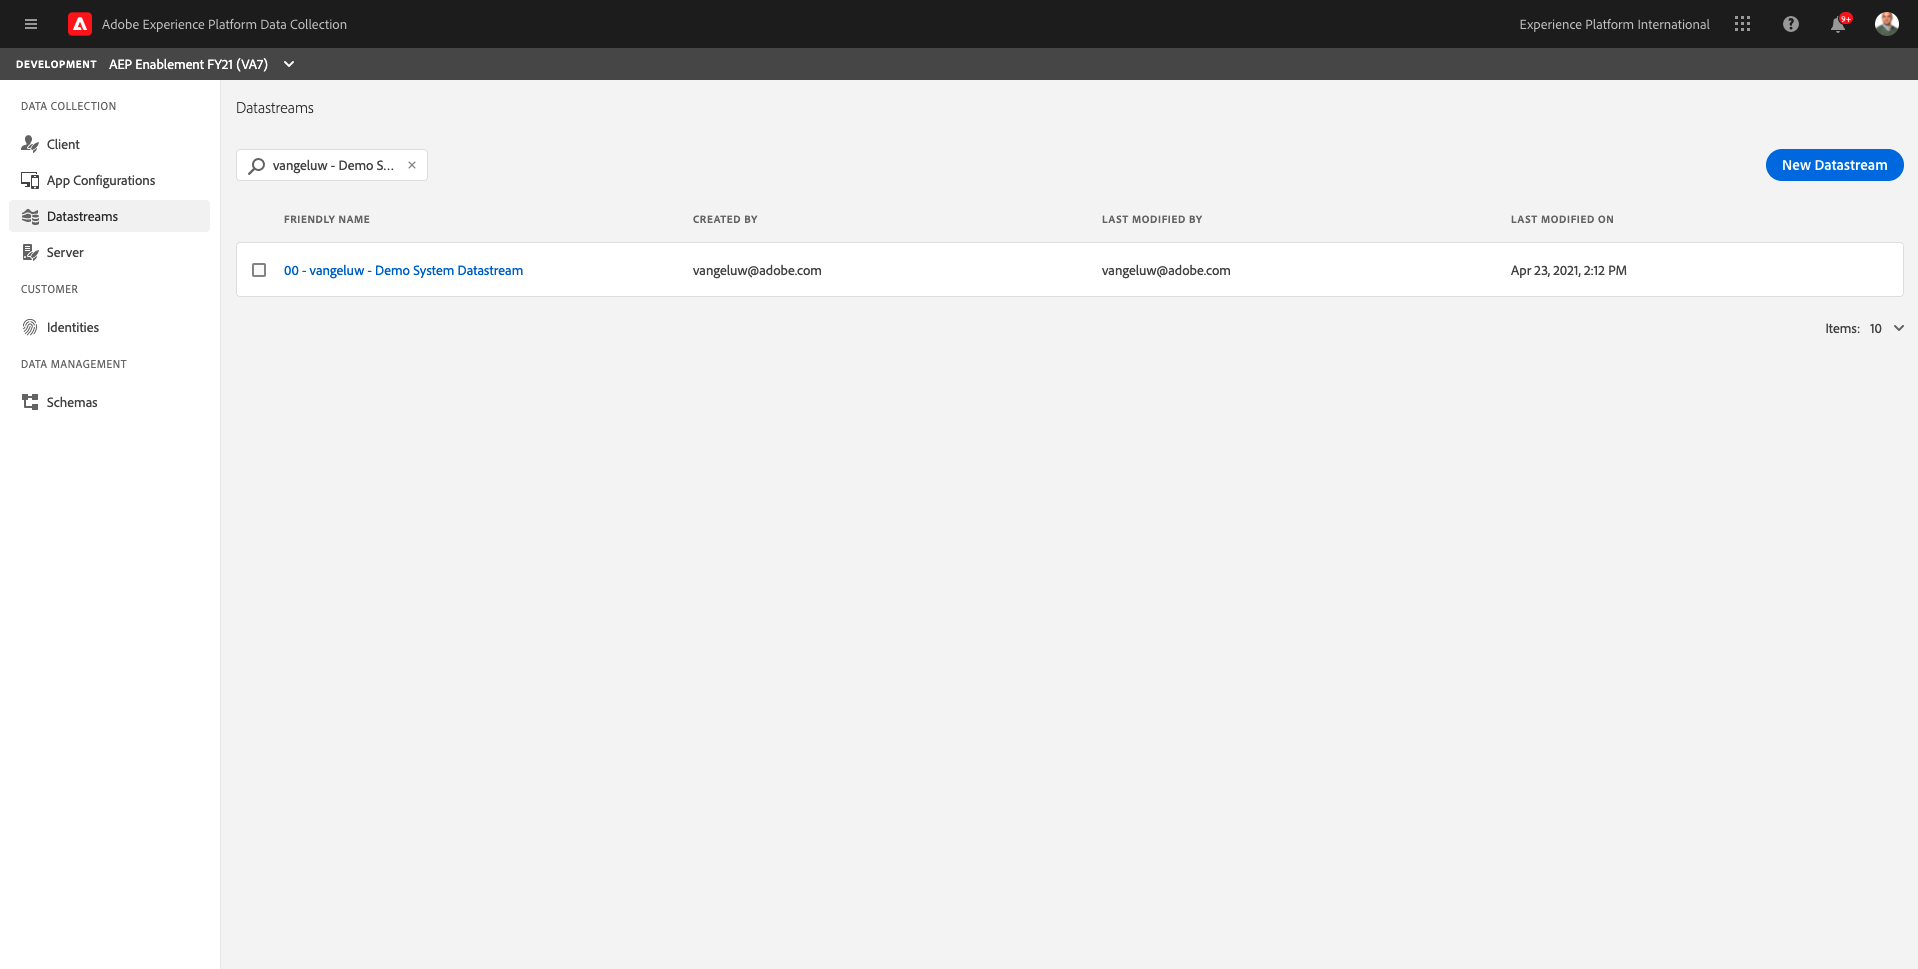 Adobe Experience Platform Data Collection
Experience Platform International
9+
DEVELOPMENT AEP Enablement FY21 (VA7)
DATA COLLECTION
Client
App Configurations
Datastreams
Server
CUSTOMER
Identities
DATA MANAGEMENT
Schemas
Datastreams
vangeluw - Demo S...
New Datastream
FRIENDLY NAME CREATED BY LAST MODIFIED BY LAST MODIFIED ON
00 - vangeluw - Demo System Datastream vangeluw@adobe.com vangeluw@adobe.com Apr 23, 2021, 2:12 PM
Items: 10